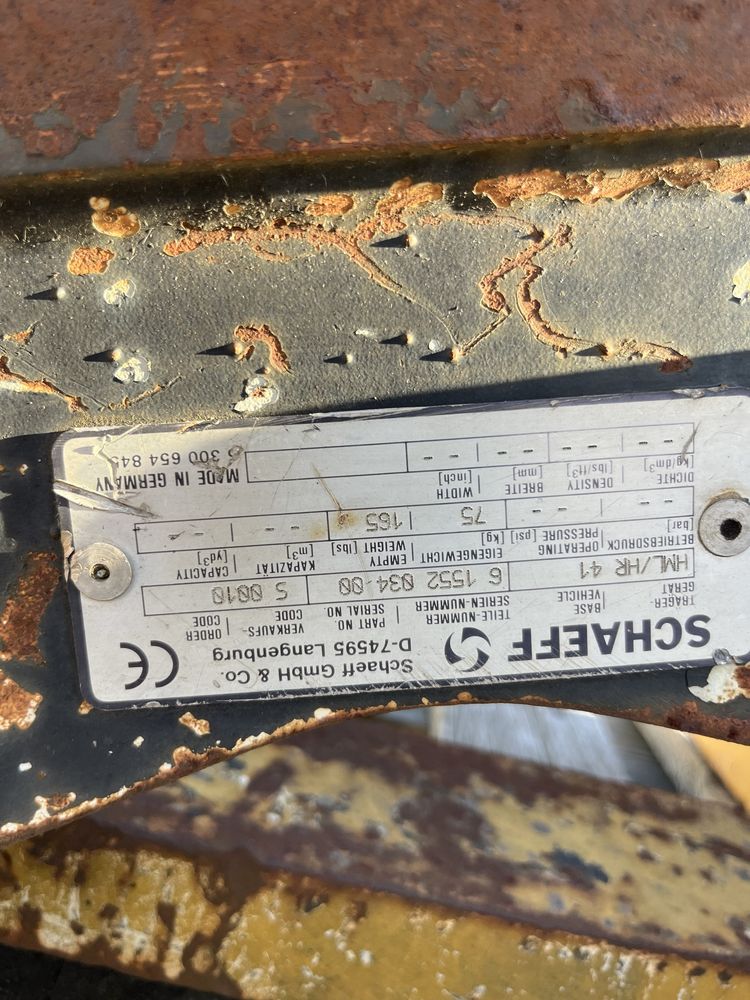 SCHAEFF
Schaeff GmbH & Co.
D-74595 Langenburg
CE
TRÄGER- BASE | TEILE-NUMMER SERIEN-NUMMER | VERKAUFS- ORDER
GERÄT VEHICLE | PART NO. SERIAL NO. | CODE CODE
HML/HR 41 6 1552 034-00 S 0010
BETRIEBSDRUCK OPERATING | EIGENGEWICHT EMPTY | KAPAZITÄT CAPACITY
[bar] PRESSURE [psi] | [kg] WEIGHT [lbs] | [m³] [yd³]
-- | -- 75 | 165 -- | --
DICHTE DENSITY | BREITE WIDTH
kg/dm³ [lbs/ft³] | [mm] [inch]
-- | -- -- | --
MADE IN GERMANY
300 654 845